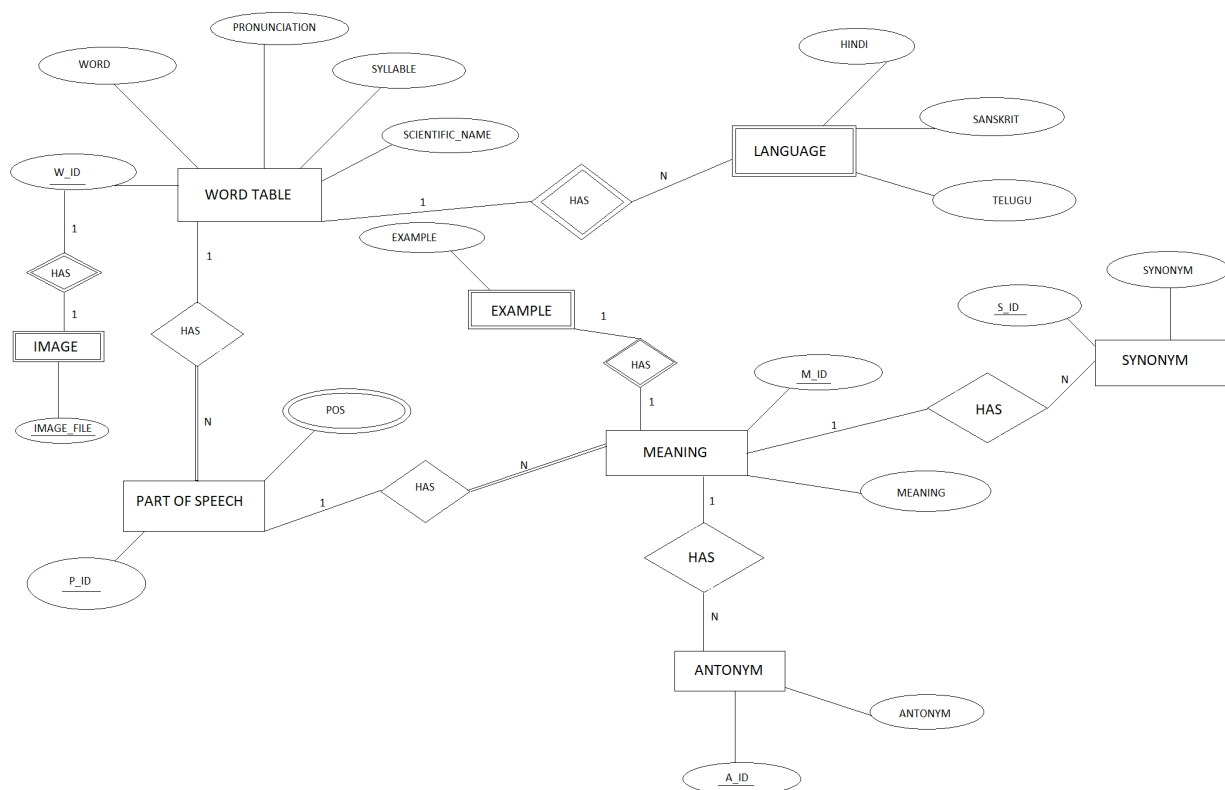 PRONUNCIATION
HINDI
WORD
SYLLABLE
SANSKRIT
SCIENTIFIC_NAME
LANGUAGE
W_ID
WORD TABLE
N
HAS
1
TELUGU
1
EXAMPLE
1
HAS
SYNONYM
EXAMPLE
S_ID
1
1
HAS
IMAGE
HAS
SYNONYM
M_ID
N
HAS
POS
1
N
IMAGE_FILE
1
MEANING
N
HAS
MEANING
PART OF SPEECH
1
1
HAS
P_ID
N
ANTONYM
ANTONYM
A_ID